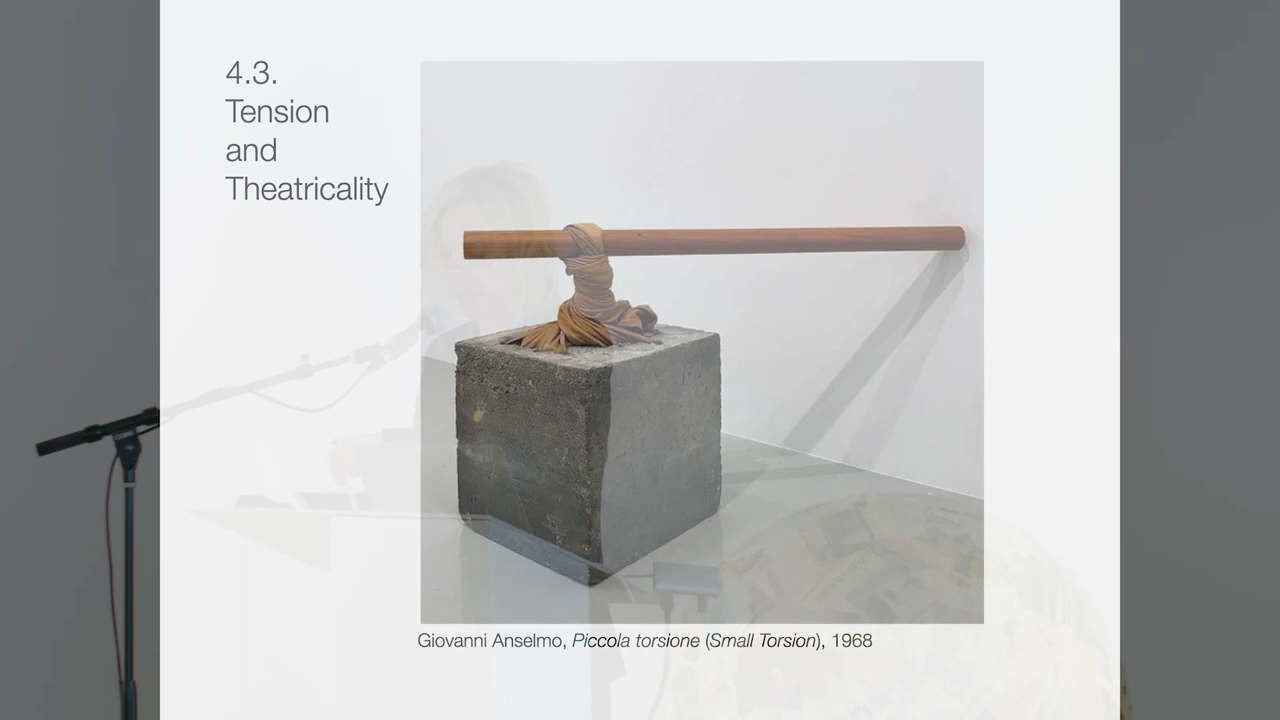 4.3.
Tension
and
Theatricality
Giovanni Anselmo, Piccola torsione (Small Torsion), 1968